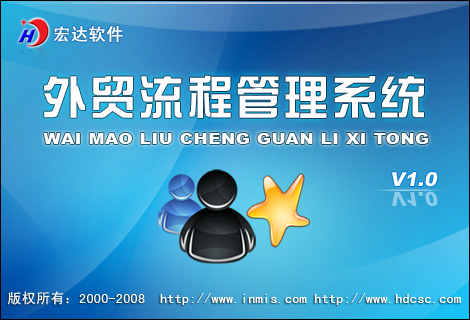 宏达软件
外贸流程管理系统
WAI MAO LIU CHENG GUAN LI XI TONG
V1.0
版权所有：2000-2008 http://www.inmis.com http://www.hdcsc.com